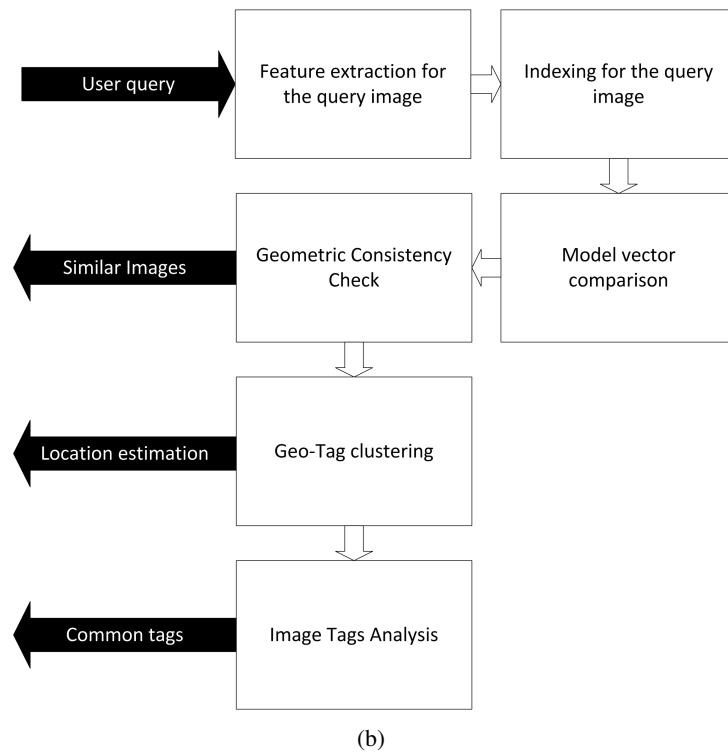 User query
Feature extraction for
the query image
Indexing for the query
image
Similar Images
Geometric Consistency
Check
Model vector
comparison
Location estimation
Geo-Tag clustering
Common tags
Image Tags Analysis
(b)